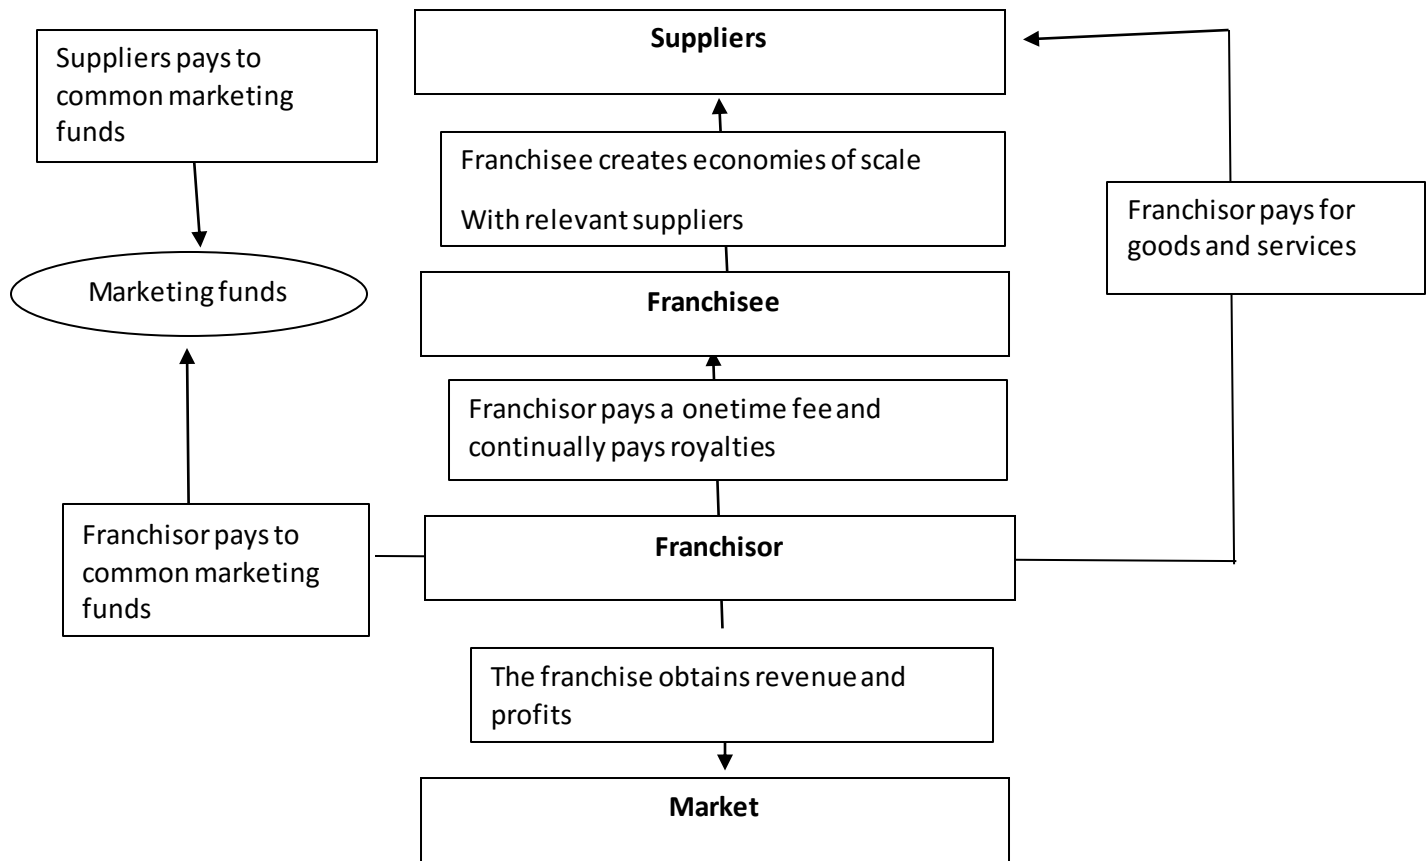 Suppliers
Suppliers pays to
common marketing
funds
Franchisee creates economies of scale
With relevant suppliers
Franchisor pays for
goods and services
Marketing funds
Franchisee
Franchisor pays a onetime fee and
continually pays royalties
Franchisor pays to
common marketing
funds
Franchisor
The franchise obtains revenue and
profits
Market